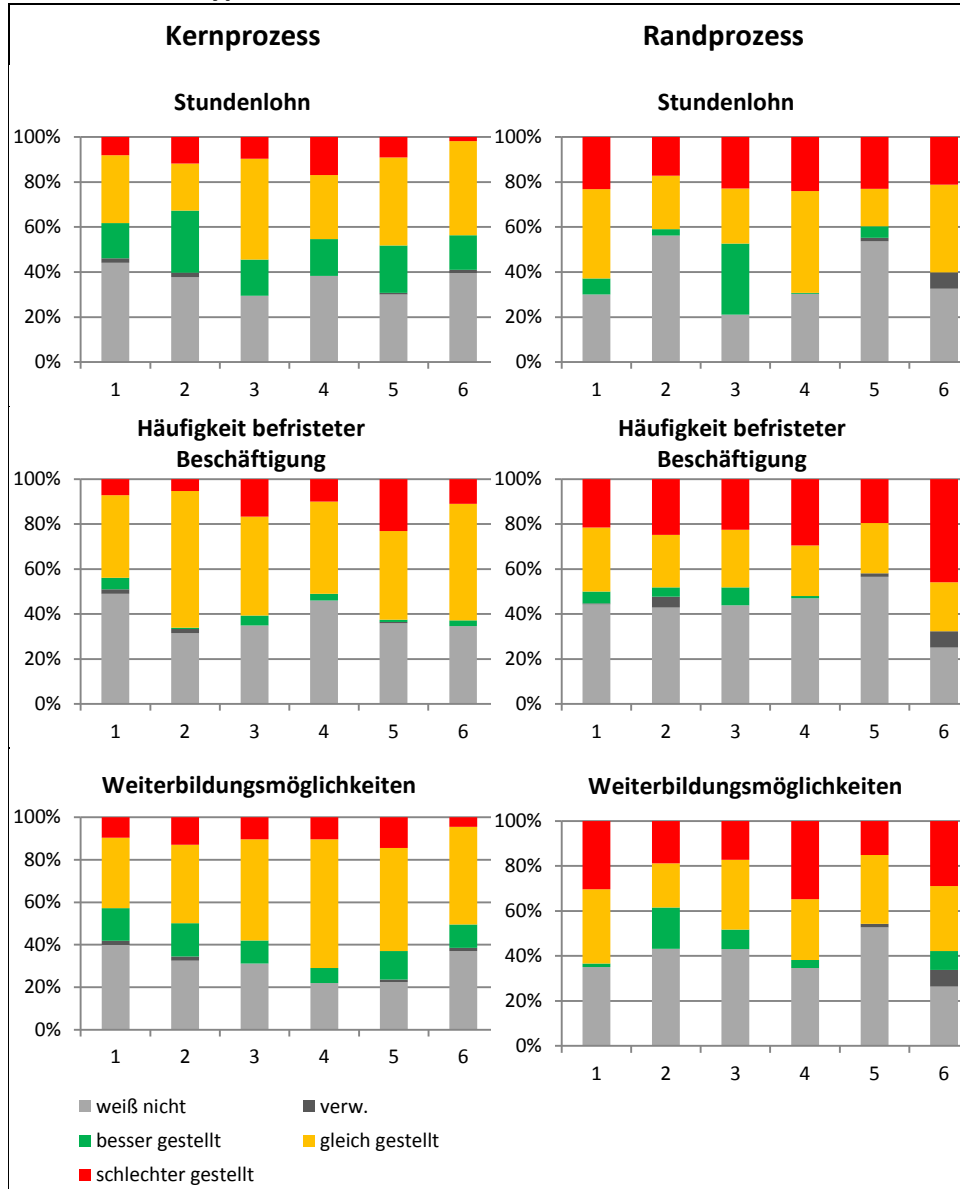 Kernprozess
Randprozess
Stundenlohn
Stundenlohn
100%
80%
60%
40%
20%
0%
1 2 3 4 5 6
100%
80%
60%
40%
20%
0%
1 2 3 4 5 6
Häufigkeit befristeter
Beschäftigung
Häufigkeit befristeter
Beschäftigung
100%
80%
60%
40%
20%
0%
1 2 3 4 5 6
100%
80%
60%
40%
20%
0%
1 2 3 4 5 6
Weiterbildungsmöglichkeiten
Weiterbildungsmöglichkeiten
100%
80%
60%
40%
20%
0%
1 2 3 4 5 6
100%
80%
60%
40%
20%
0%
1 2 3 4 5 6
weiß nicht
verw.
besser gestellt
gleich gestellt
schlechter gestellt